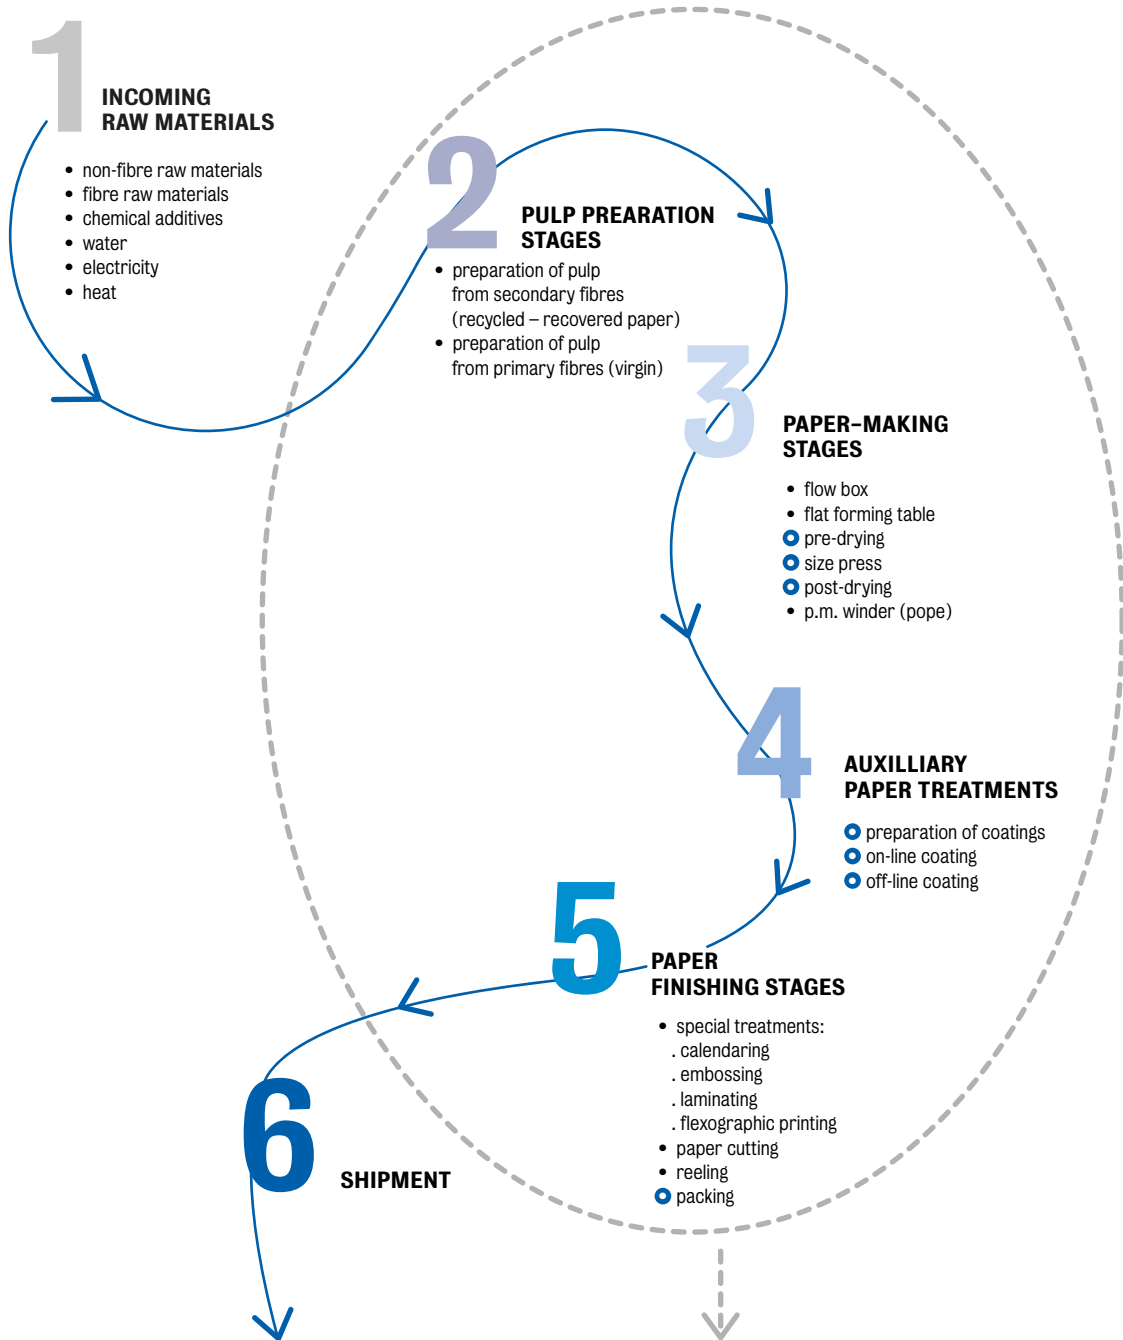 1
INCOMING
RAW MATERIALS
• non-fibre raw materials
• fibre raw materials
• chemical additives
• water
• electricity
• heat
2
PULP PREARATION
STAGES
• preparation of pulp
from secondary fibres
(recycled – recovered paper)
• preparation of pulp
from primary fibres (virgin)
3
PAPER–MAKING
STAGES
• flow box
• flat forming table
pre-drying
size press
post-drying
• p.m. winder (pope)
4
AUXILLIARY
PAPER TREATMENTS
preparation of coatings
on-line coating
off-line coating
5
PAPER
FINISHING STAGES
• special treatments:
. calendaring
. embossing
. laminating
. flexographic printing
• paper cutting
• reeling
packing
6
SHIPMENT